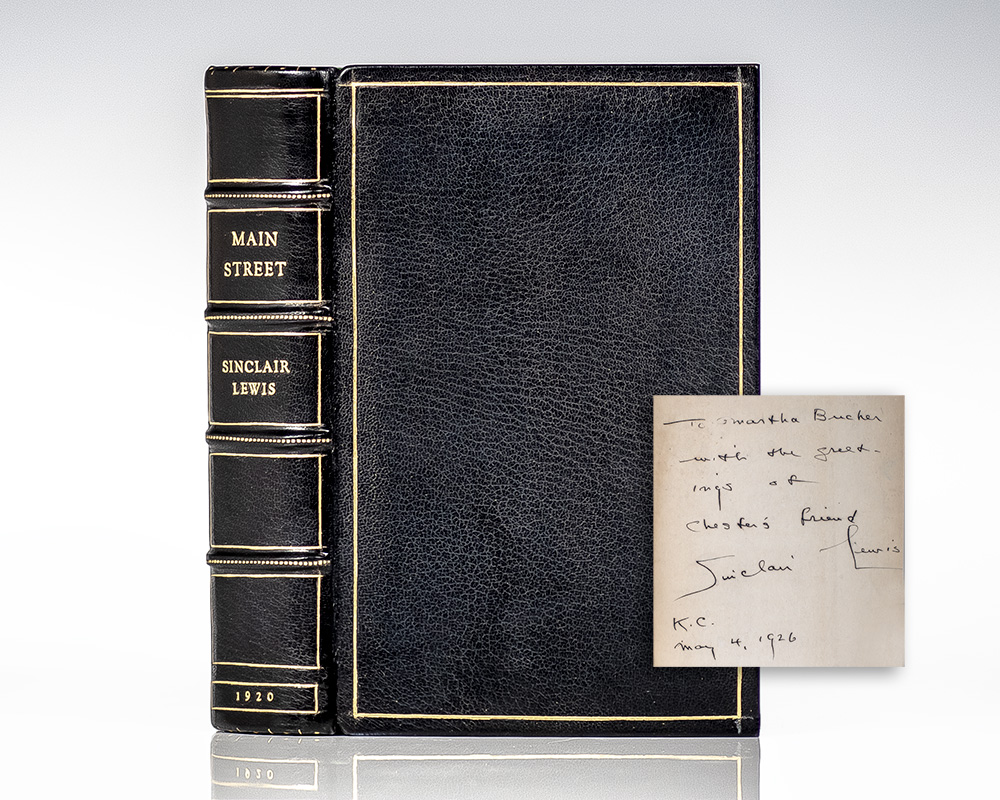 MAIN
STREET
SINCLAIR
LEWIS
1920
To Martha Bucher
with the greet-
ings of
Chester's friend
Sinclair Lewis
K.C.
May 4, 1926